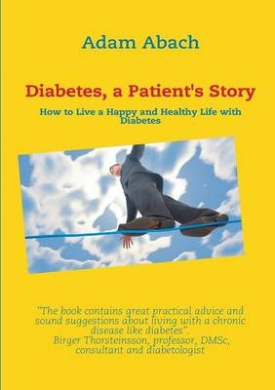 Adam Abach
Diabetes, a Patient's Story
How to Live a Happy and Healthy Life with
Diabetes
"The book contains great practical advice and
sound suggestions about living with a chronic
disease like diabetes".
Birger Thorsteinsson, professor, DMSc,
consultant and diabetologist